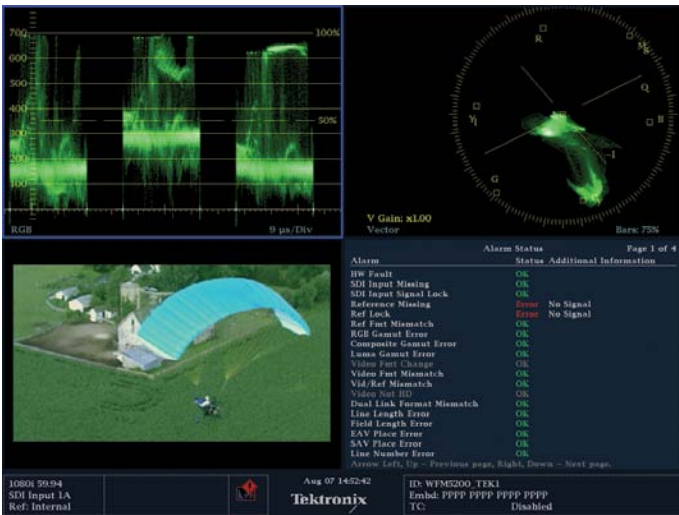 700
600
500
400
300
200
100
100%
50%
RGB
9 µs/Div
R
Mg
Q
B
YI
I
G
V Gain: x1.00
Vector
Bars: 75%
Alarm Status Page 1 of 4
Alarm Status Additional Information
HW Fault OK
SDI Input Missing OK
SDI Input Signal Lock OK
Reference Missing Error No Signal
Ref Lock Error No Signal
Ref Fmt Mismatch OK
RGB Gamut Error OK
Composite Gamut Error OK
Luma Gamut Error OK
Video Fmt Change OK
Video Fmt Mismatch OK
Vid/Ref Mismatch OK
Video Not HD OK
Dual Link Format Mismatch OK
Line Length Error OK
Field Length Error OK
EAV Place Error OK
SAV Place Error OK
Line Number Error OK
Arrow Left, Up - Previous page, Right, Down - Next page.
1080i 59.94
SDI Input 1A
Ref: Internal
Aug 07 14:52:42
Tektronix
ID: WFM5200_TEK1
Embd: PPPP PPPP PPPP PPPP
TC: Disabled